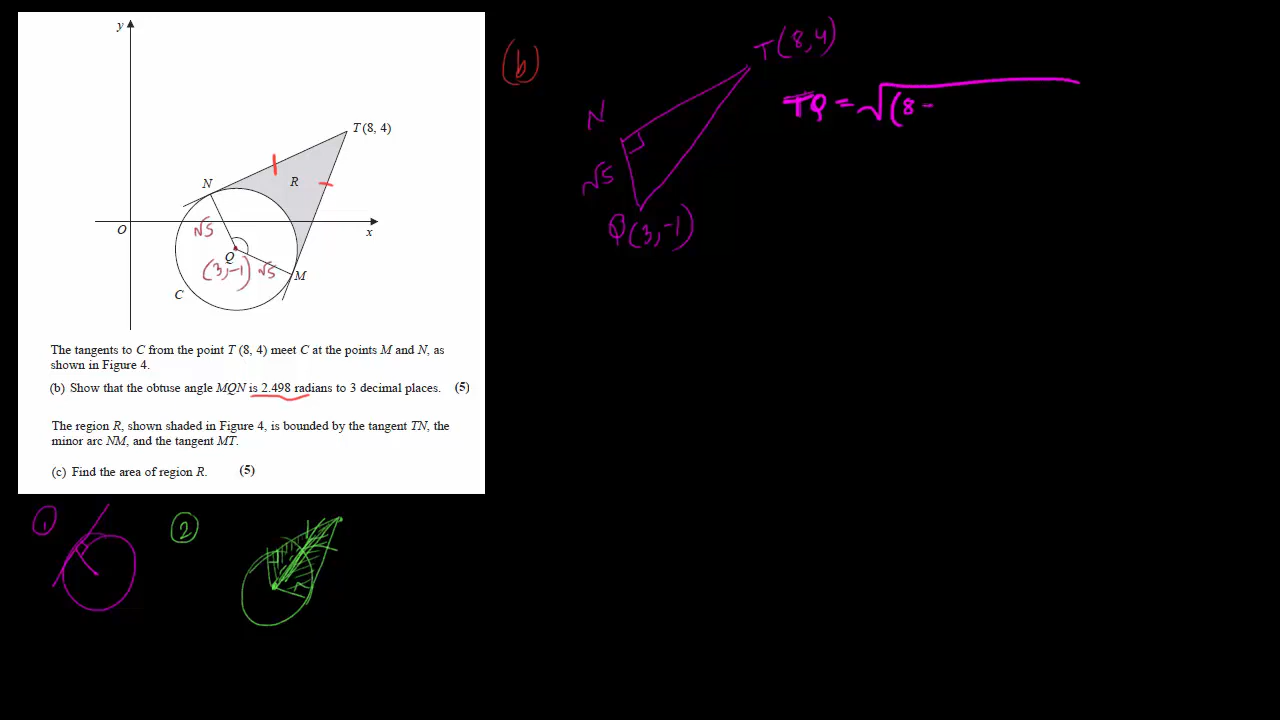 y
T (8, 4)
N
R
O
x
√5
Q
(3, -1)
√5
M
C
The tangents to C from the point T (8, 4) meet C at the points M and N, as
shown in Figure 4.
(b) Show that the obtuse angle MQN is 2.498 radians to 3 decimal places. (5)
The region R, shown shaded in Figure 4, is bounded by the tangent TN, the
minor arc NM, and the tangent MT.
(c) Find the area of region R. (5)
1
2
(b)
T(8,4)
N
√5
Q(3,-1)
TQ = √(8 -